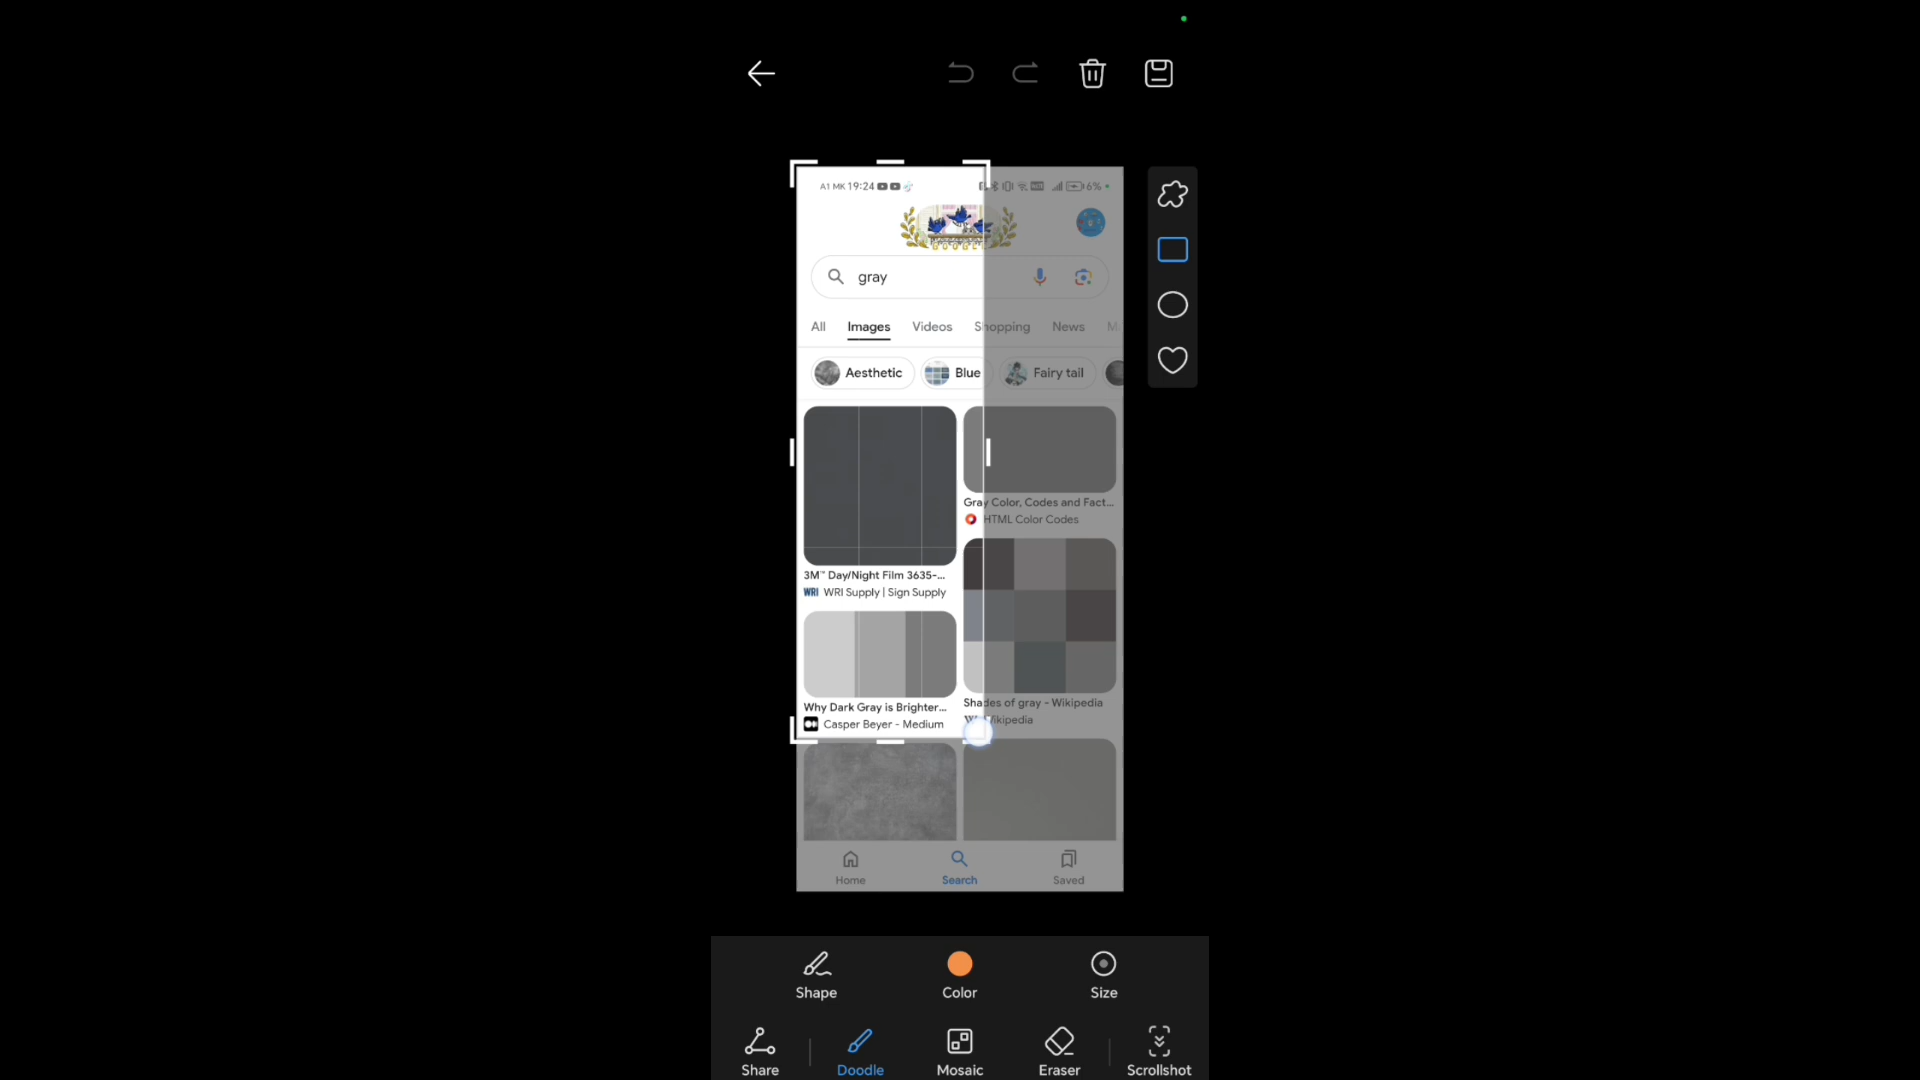 A1 MK 19:24
6%
gray
All Images Videos Shopping News M
Aesthetic Blue Fairy tail
3M™ Day/Night Film 3635-...
WRI WRI Supply | Sign Supply
Gray Color, Codes and Fact...
HTML Color Codes
Why Dark Gray is Brighter...
Casper Beyer - Medium
Shades of gray - Wikipedia
Wikipedia
Home Search Saved
Shape Color Size
Share Doodle Mosaic Eraser Scrollshot